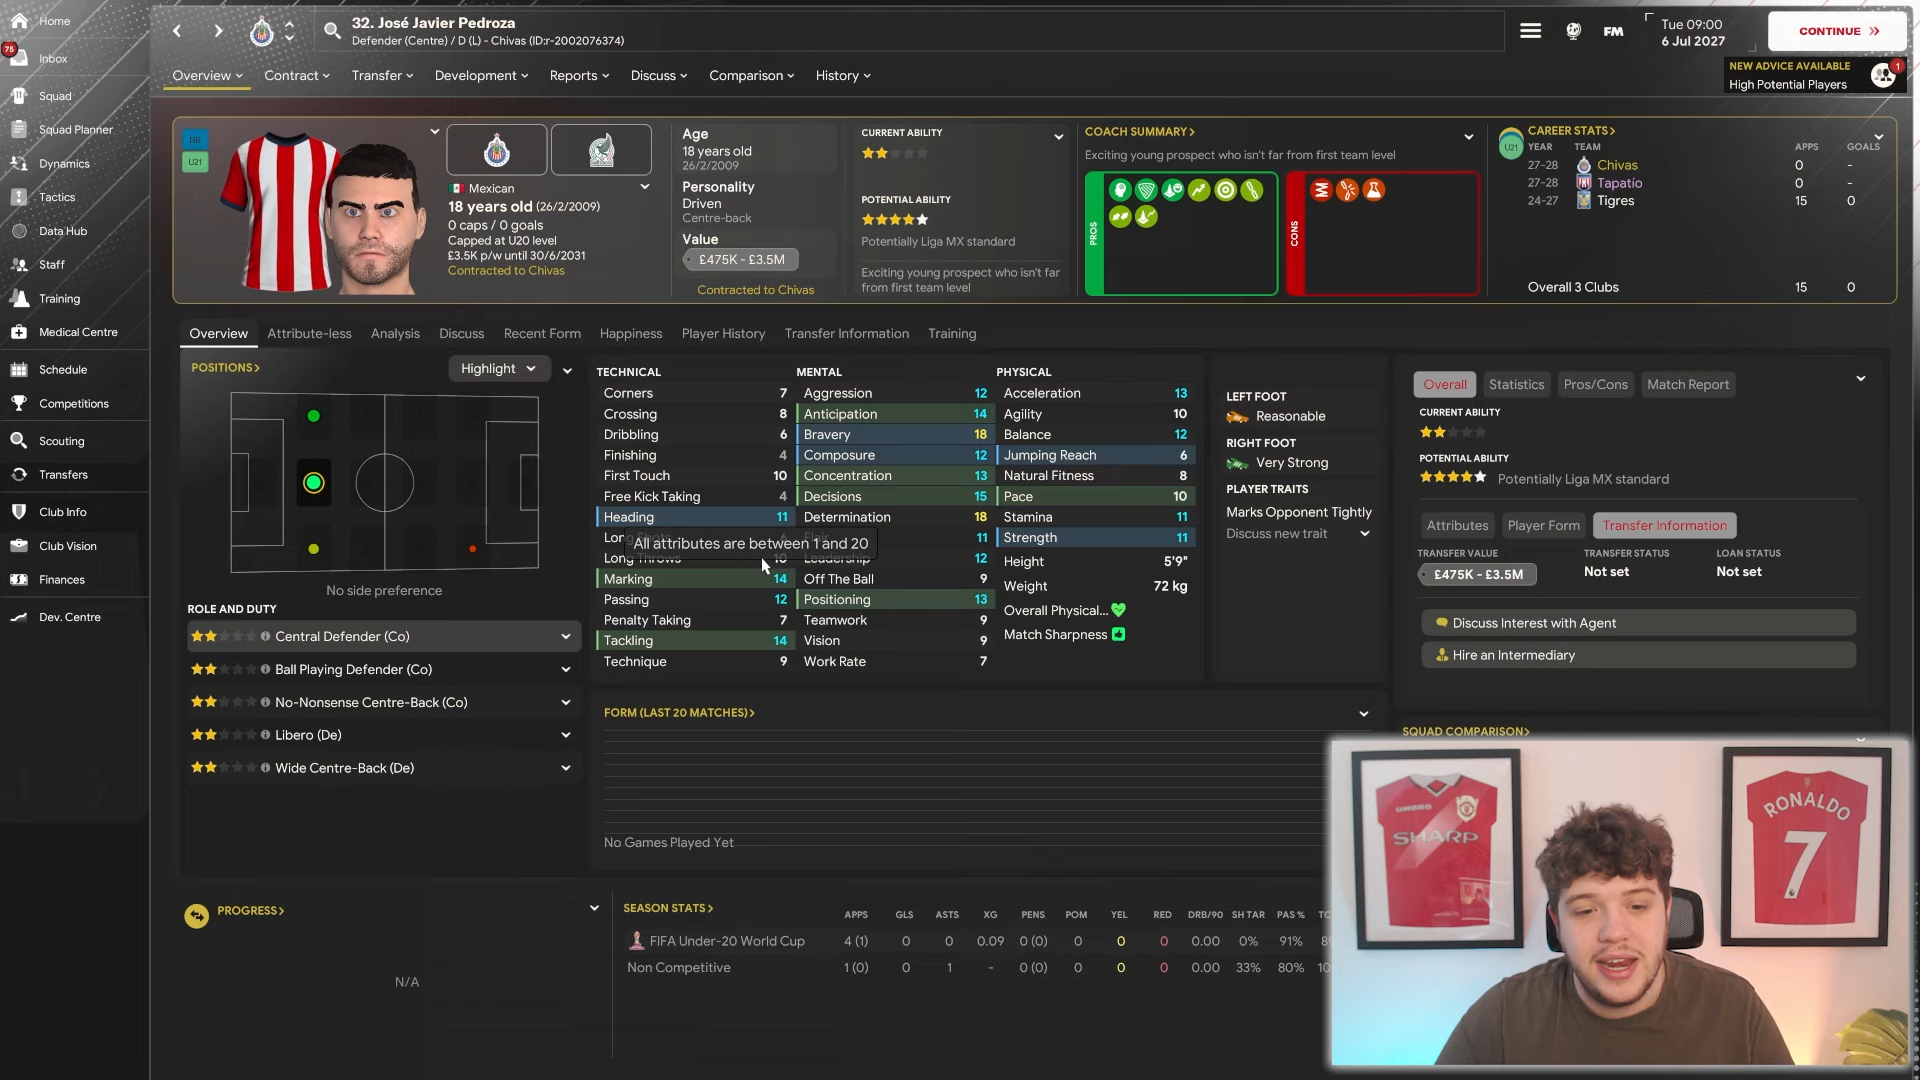 Home
76
Inbox
Squad
Squad Planner
Dynamics
Tactics
Data Hub
Staff
Training
Medical Centre
Schedule
Competitions
Scouting
Transfers
Club Info
Club Vision
Finances
Dev. Centre
32. José Javier Pedroza
Defender (Centre) / D (L) - Chivas (ID:r-2002076374)
FM
Tue 09:00
6 Jul 2027
CONTINUE
NEW ADVICE AVAILABLE
High Potential Players
1
Overview Contract Transfer Development Reports Discuss Comparison History
NB
U21
Mexican
18 years old (26/2/2009)
0 caps / 0 goals
Capped at U20 level
£3.5K p/w until 30/6/2031
Contracted to Chivas
Age
18 years old
26/2/2009
Personality
Driven
Centre-back
Value
£475K - £3.5M
Contracted to Chivas
CURRENT ABILITY
POTENTIAL ABILITY
Potentially Liga MX standard
Exciting young prospect who isn't far
from first team level
COACH SUMMARY>
Exciting young prospect who isn't far from first team level
PROS
CONS
U21
CAREER STATS>
YEAR TEAM APPS GOALS
27-28 Chivas 0 -
27-28 Tapatio 0 -
24-27 Tigres 15 0
Overall 3 Clubs 15 0
Overview Attribute-less Analysis Discuss Recent Form Happiness Player History Transfer Information Training
POSITIONS>
Highlight
No side preference
ROLE AND DUTY
Central Defender (Co)
Ball Playing Defender (Co)
No-Nonsense Centre-Back (Co)
Libero (De)
Wide Centre-Back (De)
TECHNICAL
Corners 7
Crossing 8
Dribbling 6
Finishing 4
First Touch 10
Free Kick Taking 4
Heading 11
Long Shots 6
All attributes are between 1 and 20
Long Throws 10
Marking 14
Passing 12
Penalty Taking 7
Tackling 14
Technique 9
MENTAL
Aggression 12
Anticipation 14
Bravery 18
Composure 12
Concentration 13
Decisions 15
Determination 18
Flair 11
Leadership 12
Off The Ball 9
Positioning 13
Teamwork 9
Vision 9
Work Rate 7
PHYSICAL
Acceleration 13
Agility 10
Balance 12
Jumping Reach 6
Natural Fitness 8
Pace 10
Stamina 11
Strength 11
Height 5'9"
Weight 72 kg
Overall Physical...
Match Sharpness
LEFT FOOT
Reasonable
RIGHT FOOT
Very Strong
PLAYER TRAITS
Marks Opponent Tightly
Discuss new trait
Overall Statistics Pros/Cons Match Report
CURRENT ABILITY
POTENTIAL ABILITY
Potentially Liga MX standard
Attributes Player Form Transfer Information
TRANSFER VALUE
£475K - £3.5M
TRANSFER STATUS
Not set
LOAN STATUS
Not set
Discuss Interest with Agent
Hire an Intermediary
SQUAD COMPARISON>
FORM (LAST 20 MATCHES)>
No Games Played Yet
PROGRESS>
N/A
SEASON STATS>
APPS GLS ASTS XG PENS POM YEL RED DRB/90 SH TAR PAS %
FIFA Under-20 World Cup 4 (1) 0 0 0.09 0 (0) 0 0 0 0.00 0% 91%
Non Competitive 1 (0) 0 1 - 0 (0) 0 0 0 0.00 33% 80%
UMBRO
SHARP
RONALDO
7